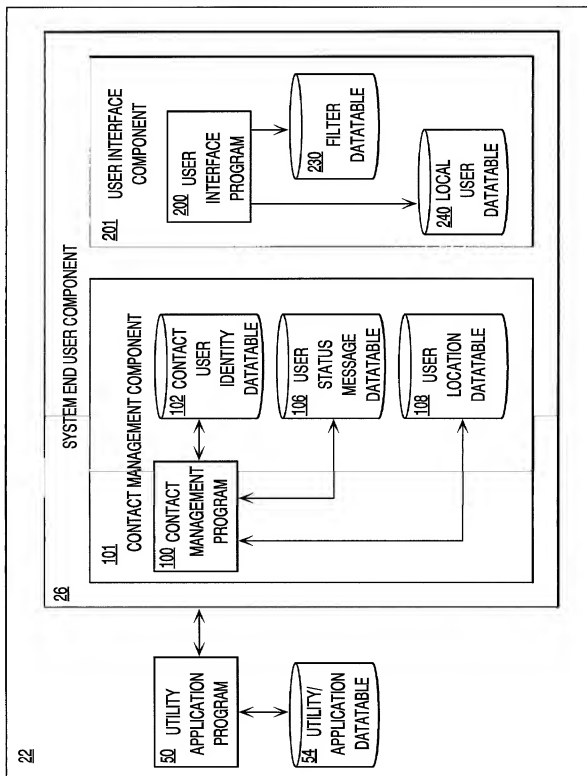 22
26
SYSTEM END USER COMPONENT
101 CONTACT MANAGEMENT COMPONENT
100 CONTACT
MANAGEMENT
PROGRAM
102 CONTACT
USER
IDENTITY
DATATABLE
106 USER
STATUS
MESSAGE
DATATABLE
108 USER
LOCATION
DATATABLE
201 USER INTERFACE
COMPONENT
200 USER
INTERFACE
PROGRAM
230 FILTER
DATATABLE
240 LOCAL
USER
DATATABLE
50 UTILITY
APPLICATION
PROGRAM
54 UTILITY/
APPLICATION
DATATABLE